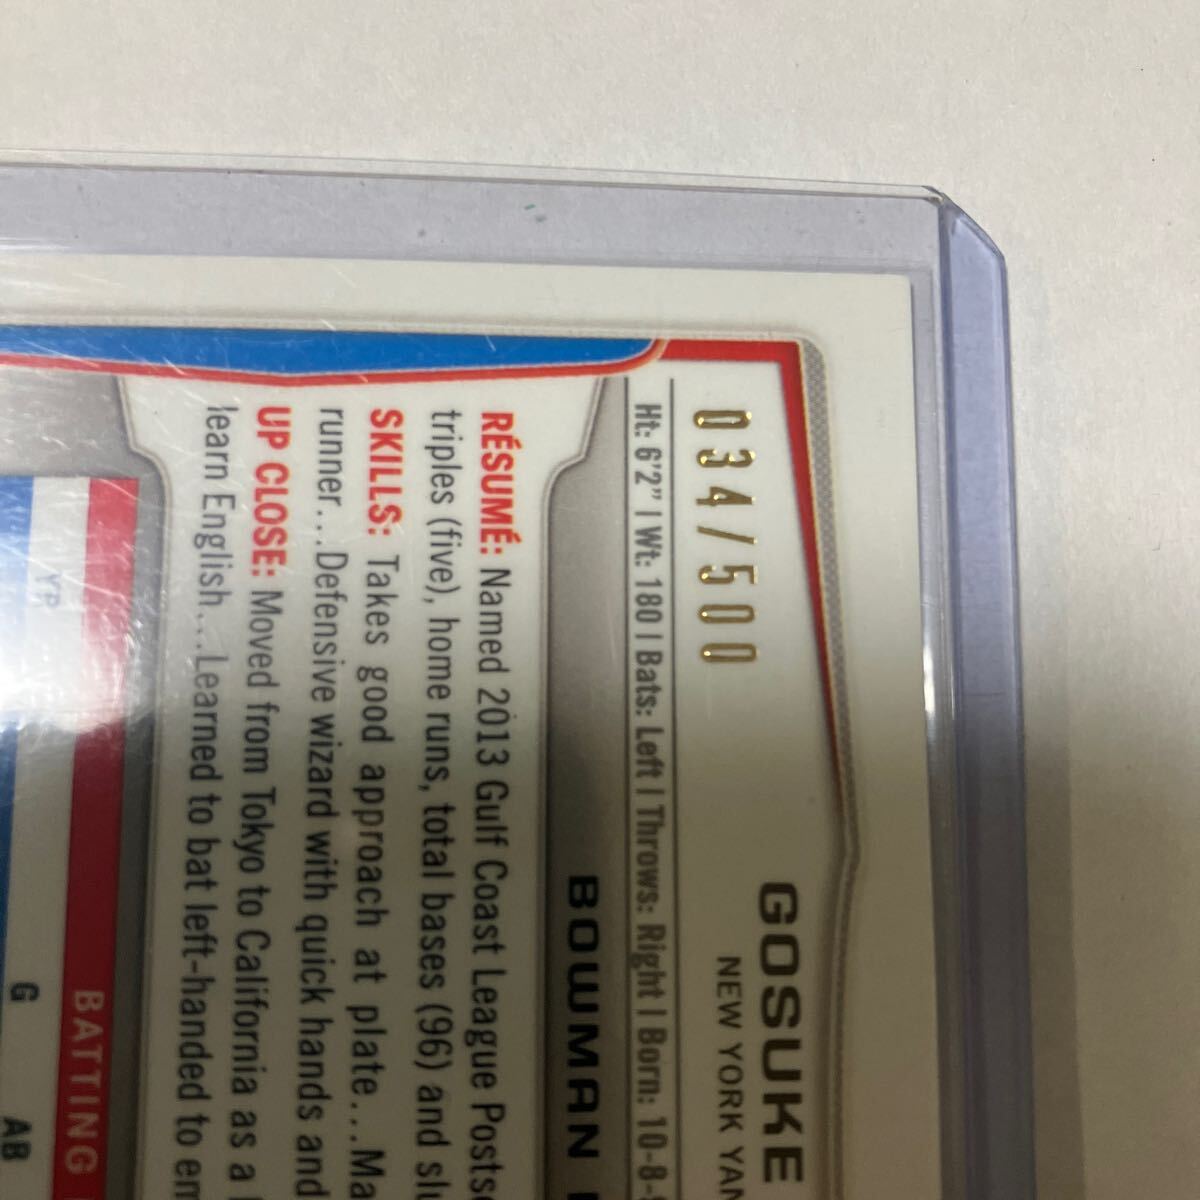 034/500
GOSUKE
NEW YORK YAN
Ht: 6'2" | Wt: 180 | Bats: Left | Throws: Right | Born: 10-8-
BOWMAN
RÉSUMÉ: Named 2013 Gulf Coast League Posts
triples (five), home runs, total bases (96) and slu
SKILLS: Takes good approach at plate...Ma
runner...Defensive wizard with quick hands and
UP CLOSE: Moved from Tokyo to California as a
learn English...Learned to bat left-handed to em
BATTING
YR G AB